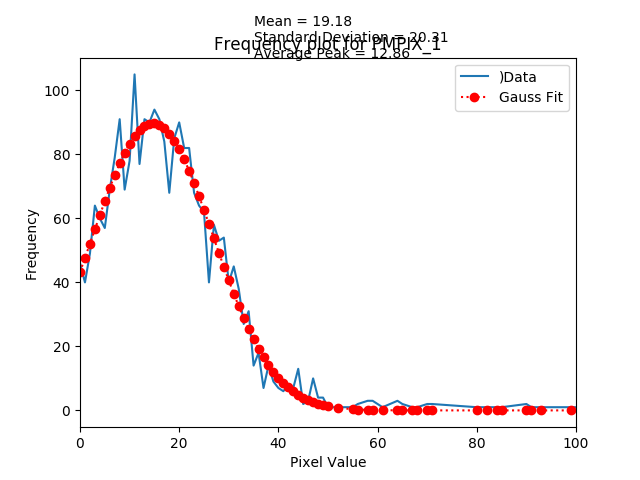 Mean = 19.18
Standard Deviation = 20.31
Frequency plot for PMPIX_1
Average Peak = 12.86
)Data
Gauss Fit
Frequency
100
80
60
40
20
0
0 20 40 60 80 100
Pixel Value